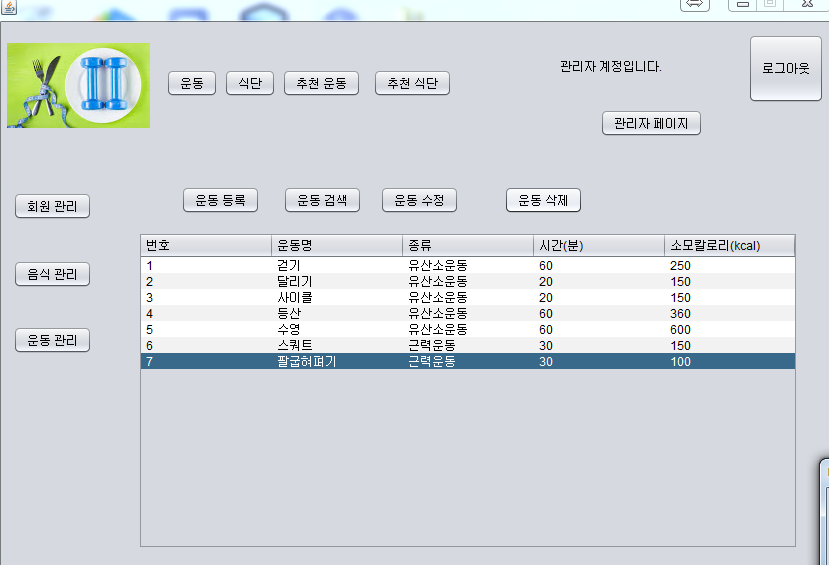 관리자 계정입니다.
로그아웃
운동 식단 추천 운동 추천 식단
관리자 페이지
회원 관리
운동 등록 운동 검색 운동 수정 운동 삭제
음식 관리
운동 관리
번호 운동명 종류 시간(분) 소모칼로리(kcal)
1 걷기 유산소운동 60 250
2 달리기 유산소운동 20 150
3 사이클 유산소운동 20 150
4 등산 유산소운동 60 360
5 수영 유산소운동 60 600
6 스쿼트 근력운동 30 150
7 팔굽혀펴기 근력운동 30 100